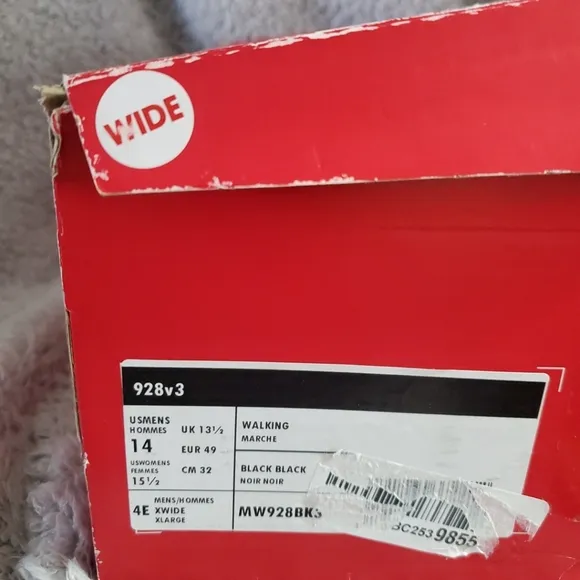 WIDE
928v3
USMENS
HOMMES
14
UK 13½
EUR 49
CM 32
USWOMENS
FEMMES
15½
WALKING
MARCHE
BLACK BLACK
NOIR NOIR
4E
MENS/HOMMES
XWIDE
XLARGE
MW928BK3
BC2539855